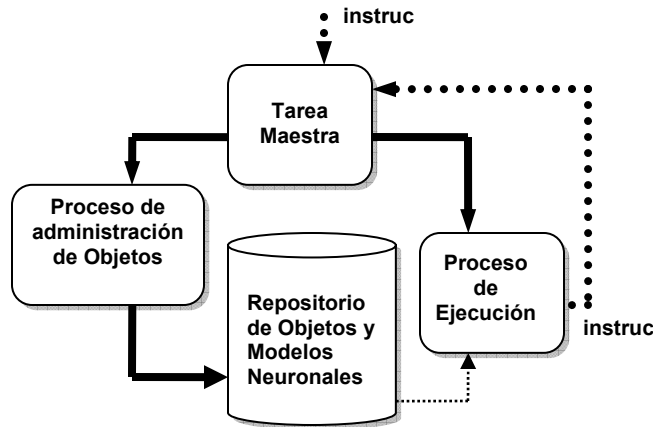 instruc
Tarea
Maestra
Proceso de
administración
de Objetos
Repositorio
de Objetos y
Modelos
Neuronales
Proceso
de
Ejecución
instruc